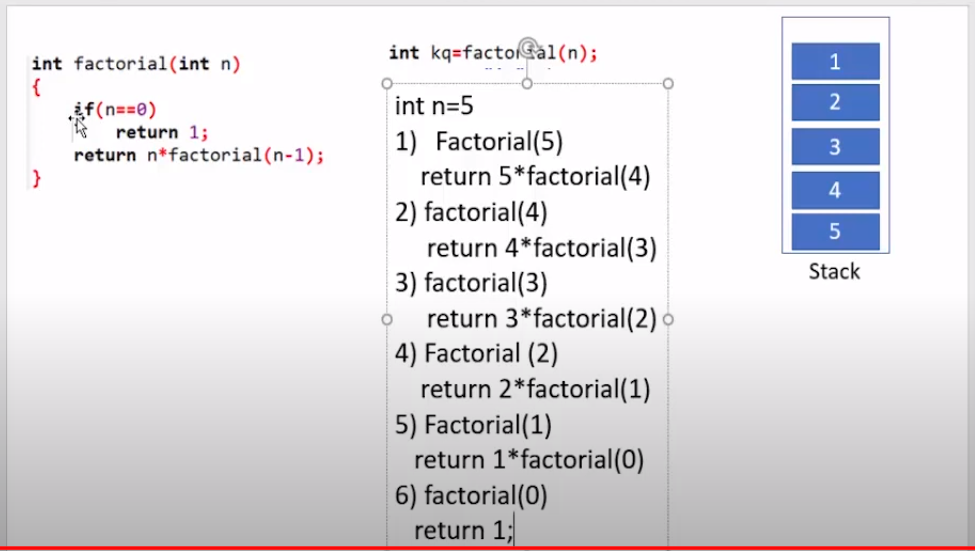 int factorial(int n)
{
if(n==0)
return 1;
return n*factorial(n-1);
}
int kq=factorial(n);
int n=5
1) Factorial(5)
return 5*factorial(4)
2) factorial(4)
return 4*factorial(3)
3) factorial(3)
return 3*factorial(2)
4) Factorial (2)
return 2*factorial(1)
5) Factorial(1)
return 1*factorial(0)
6) factorial(0)
return 1;
1
2
3
4
5
Stack